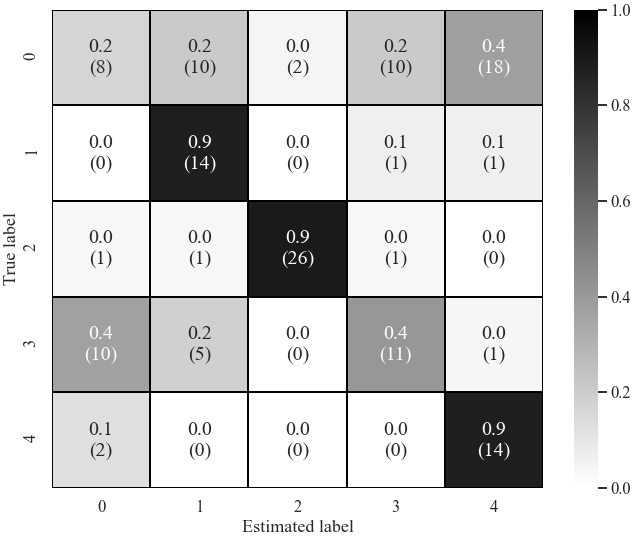 0 0.2 0.2 0.0 0.2 0.4
(8) (10) (2) (10) (18)
1 0.0 0.9 0.0 0.1 0.1
(0) (14) (0) (1) (1)
2 0.0 0.0 0.9 0.0 0.0
(1) (1) (26) (1) (0)
3 0.4 0.2 0.0 0.4 0.0
(10) (5) (0) (11) (1)
4 0.1 0.0 0.0 0.0 0.9
(2) (0) (0) (0) (14)
0 1 2 3 4
Estimated label
True label
1.0
0.8
0.6
0.4
0.2
0.0